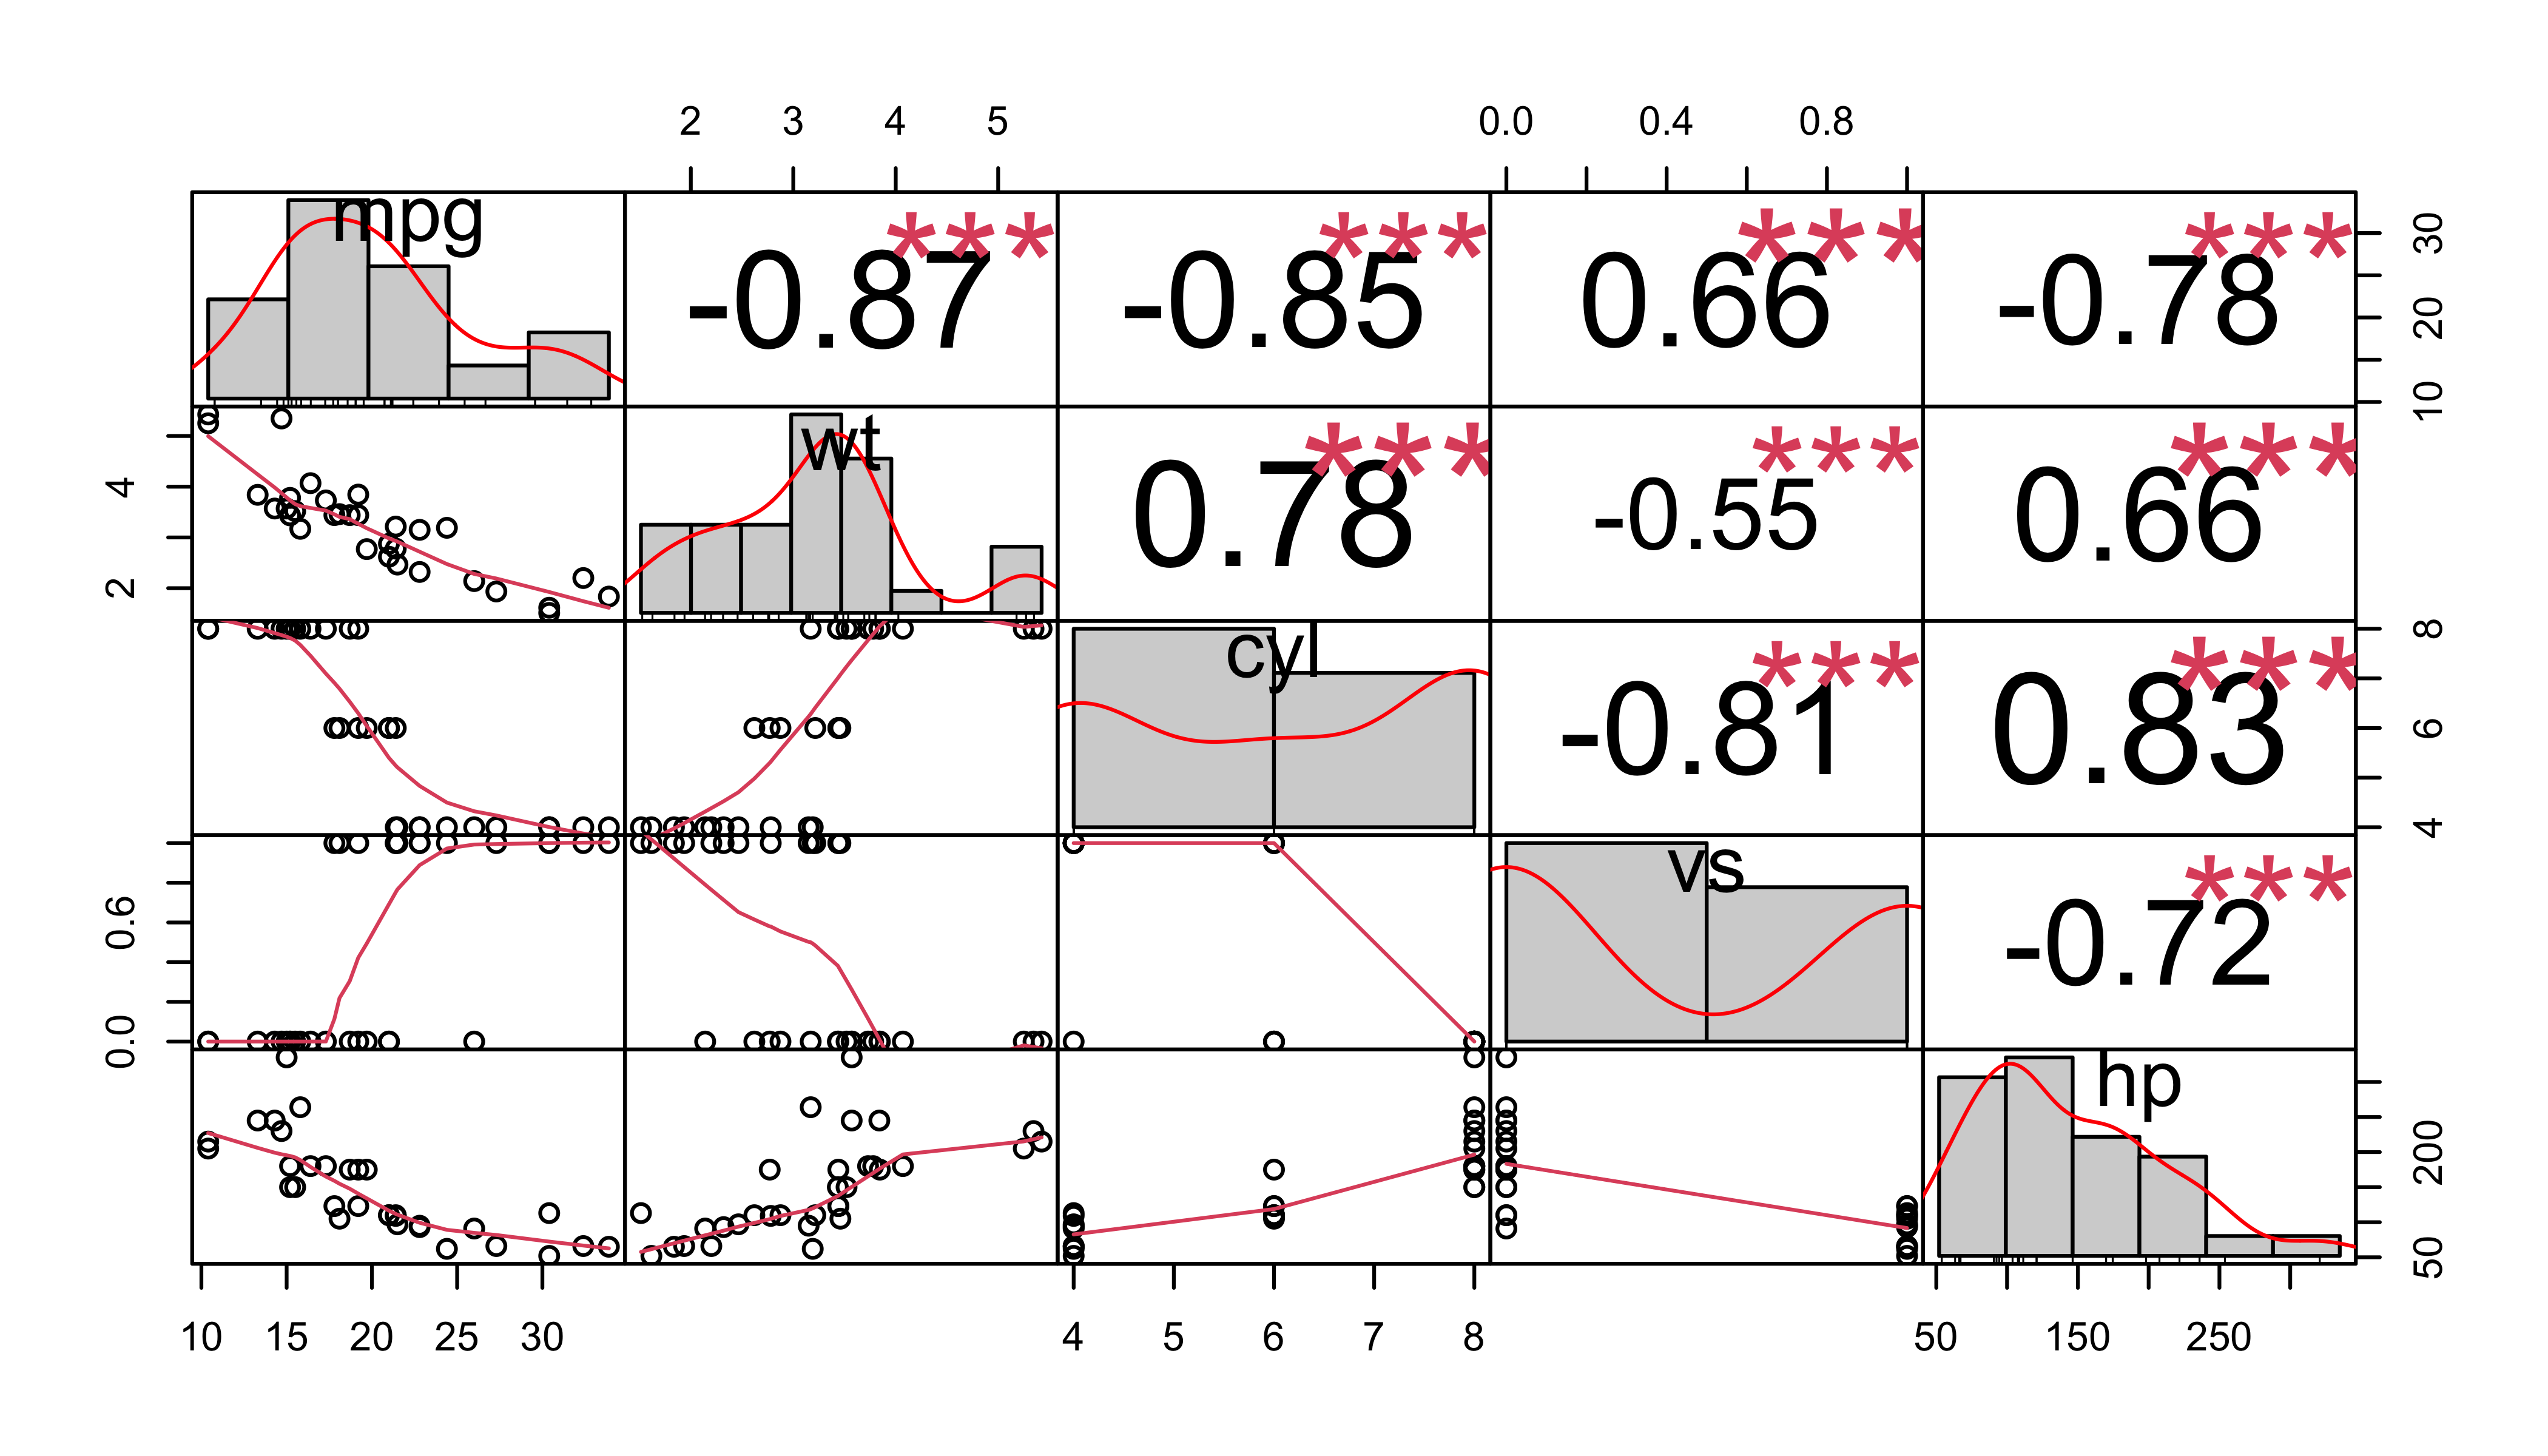 2 3 4 5 0.0 0.4 0.8
mpg -0.87 *** -0.85 *** 0.66 *** -0.78 *** 10 20 30
4 2 wt 0.78 *** -0.55 *** 0.66 ***
cyl -0.81 *** 0.83 *** 4 6 8
0.6 0.0 vs -0.72 ***
hp 50 200
10 15 20 25 30 4 5 6 7 8 50 150 250